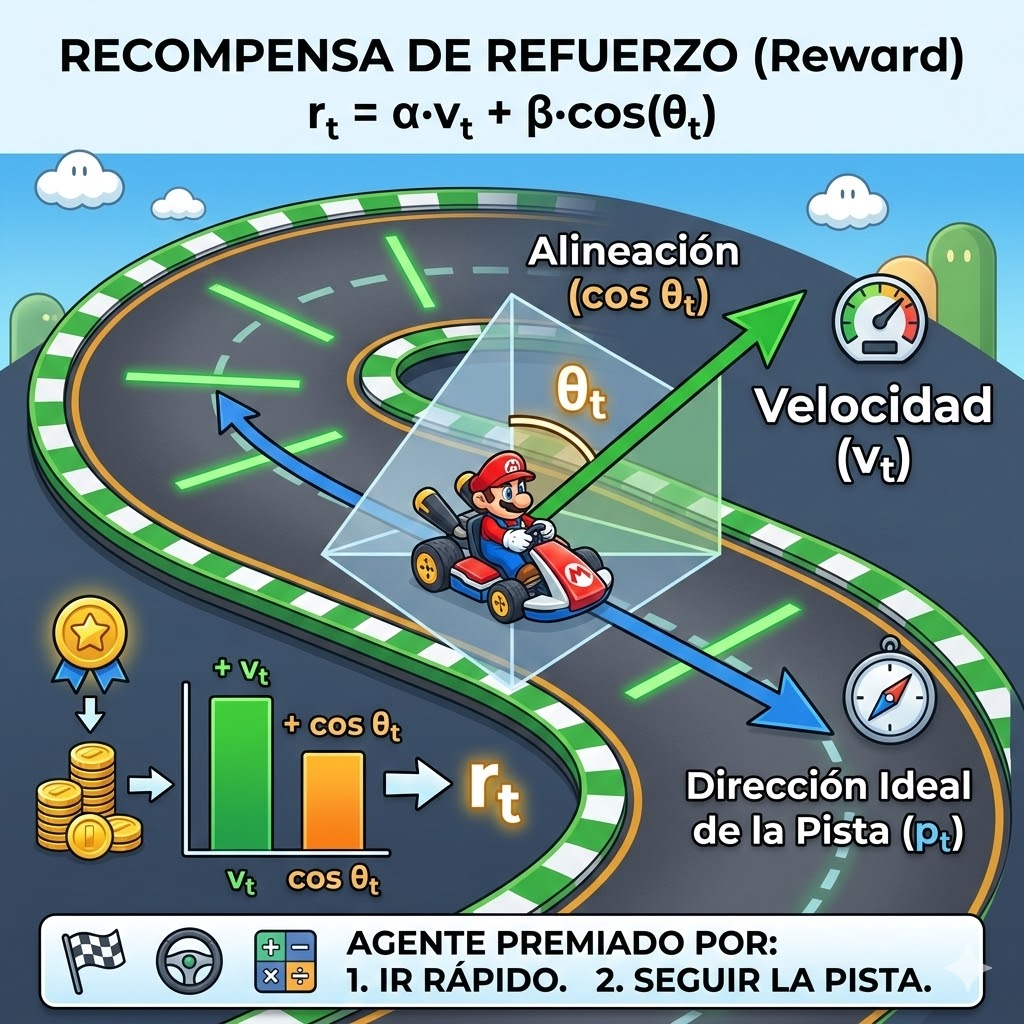 RECOMPENSA DE REFUERZO (Reward)
rₜ = α·vₜ + β·cos(θₜ)
Alineación
(cos θₜ)
θₜ
Velocidad
(vₜ)
M
M
+ vₜ
+ cos θₜ
rₜ
vₜ
cos θₜ
Dirección Ideal
de la Pista (pₜ)
AGENTE PREMIADO POR:
1. IR RÁPIDO. 2. SEGUIR LA PISTA.
+ −
× ÷